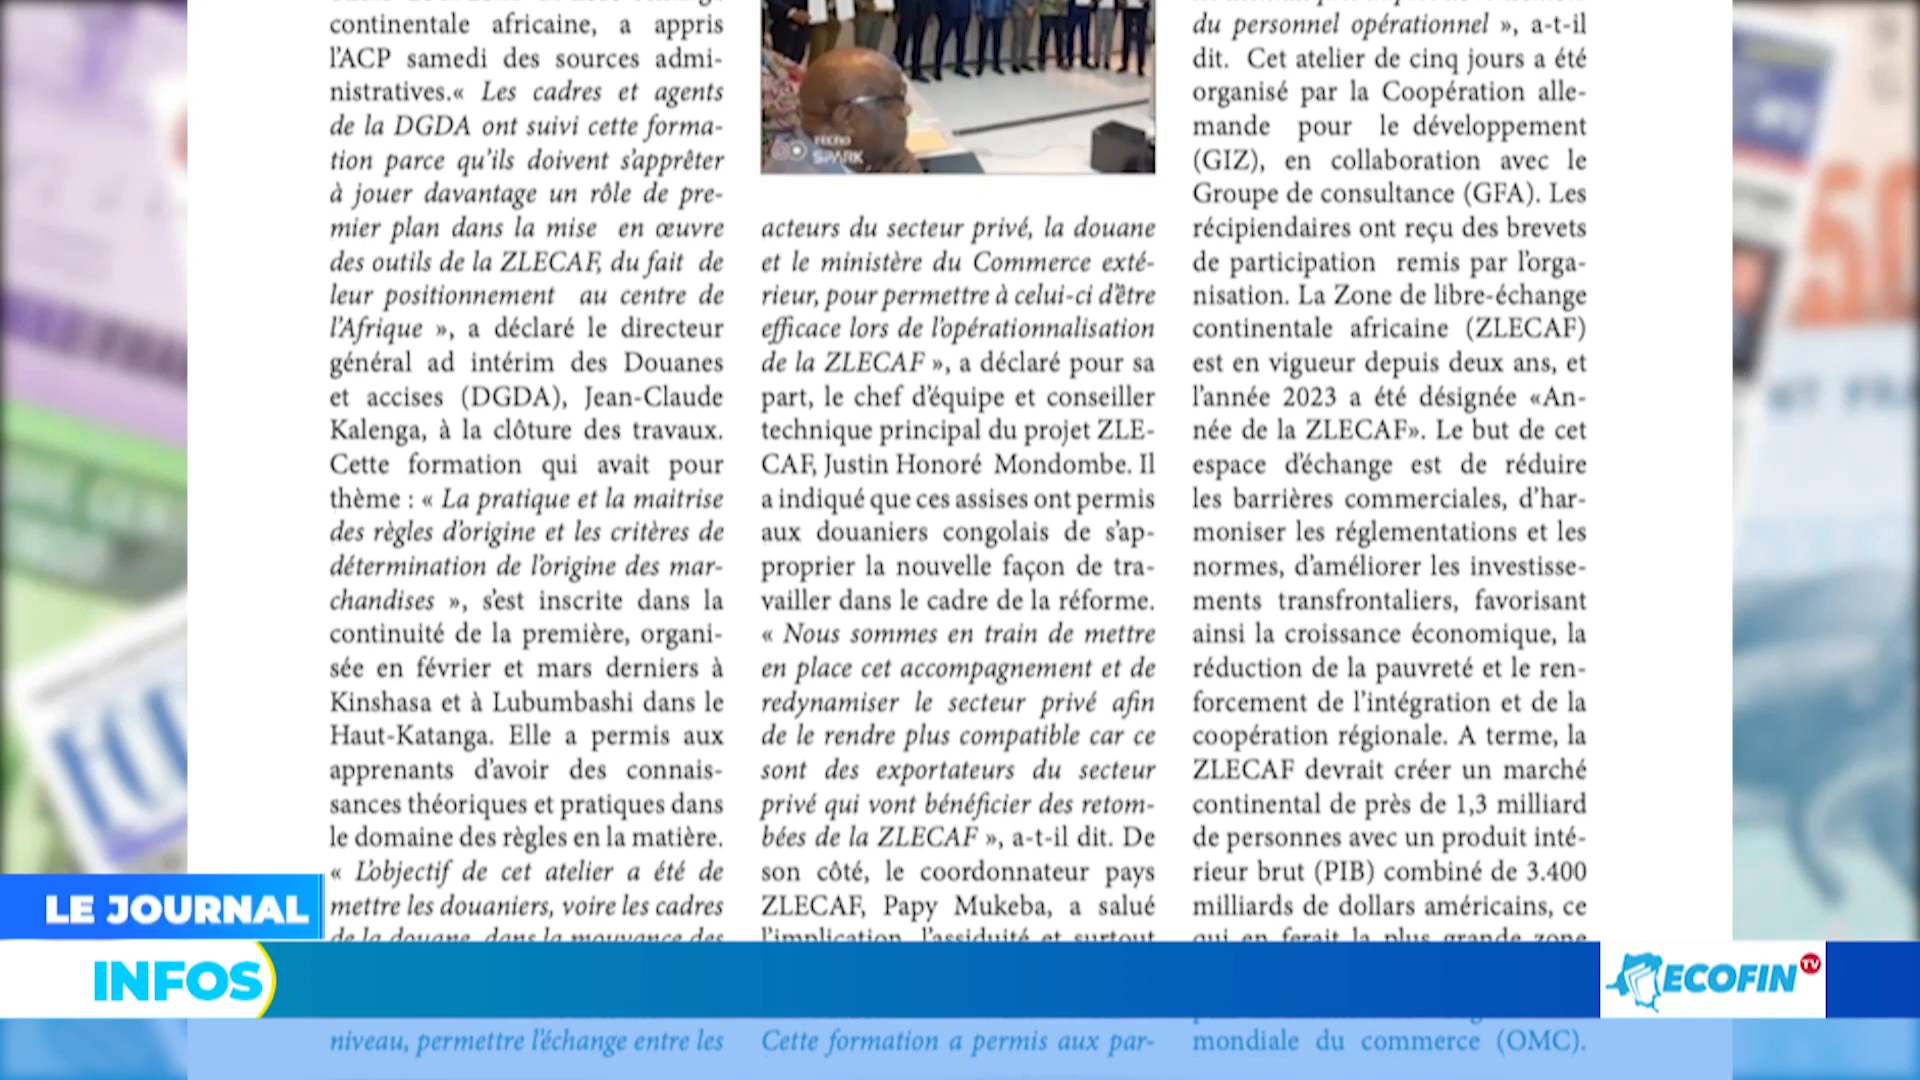 continentale africaine, a appris
l'ACP samedi des sources admi-
nistratives.« Les cadres et agents
de la DGDA ont suivi cette forma-
tion parce qu'ils doivent s'apprêter
à jouer davantage un rôle de pre-
mier plan dans la mise en œuvre
des outils de la ZLECAF, du fait de
leur positionnement au centre de
l'Afrique », a déclaré le directeur
général ad intérim des Douanes
et accises (DGDA), Jean-Claude
Kalenga, à la clôture des travaux.
Cette formation qui avait pour
thème : « La pratique et la maitrise
des règles d'origine et les critères de
détermination de l'origine des mar-
chandises », s'est inscrite dans la
continuité de la première, organi-
sée en février et mars derniers à
Kinshasa et à Lubumbashi dans le
Haut-Katanga. Elle a permis aux
apprenants d'avoir des connais-
sances théoriques et pratiques dans
le domaine des règles en la matière.
« L'objectif de cet atelier a été de
mettre les douaniers, voire les cadres
de la douane, dans la mouvance des
niveau, permettre l'échange entre les
TECNO
SPARK
acteurs du secteur privé, la douane
et le ministère du Commerce exté-
rieur, pour permettre à celui-ci d'être
efficace lors de l'opérationnalisation
de la ZLECAF », a déclaré pour sa
part, le chef d'équipe et conseiller
technique principal du projet ZLE-
CAF, Justin Honoré Mondombe. Il
a indiqué que ces assises ont permis
aux douaniers congolais de s'ap-
proprier la nouvelle façon de tra-
vailler dans le cadre de la réforme.
« Nous sommes en train de mettre
en place cet accompagnement et de
redynamiser le secteur privé afin
de le rendre plus compatible car ce
sont des exportateurs du secteur
privé qui vont bénéficier des retom-
bées de la ZLECAF », a-t-il dit. De
son côté, le coordonnateur pays
ZLECAF, Papy Mukeba, a salué
l'implication, l'assiduité et surtout
Cette formation a permis aux par-
du personnel opérationnel », a-t-il
dit. Cet atelier de cinq jours a été
organisé par la Coopération alle-
mande pour le développement
(GIZ), en collaboration avec le
Groupe de consultance (GFA). Les
récipiendaires ont reçu des brevets
de participation remis par l'orga-
nisation. La Zone de libre-échange
continentale africaine (ZLECAF)
est en vigueur depuis deux ans, et
l'année 2023 a été désignée «An-
née de la ZLECAF». Le but de cet
espace d'échange est de réduire
les barrières commerciales, d'har-
moniser les réglementations et les
normes, d'améliorer les investisse-
ments transfrontaliers, favorisant
ainsi la croissance économique, la
réduction de la pauvreté et le ren-
forcement de l'intégration et de la
coopération régionale. A terme, la
ZLECAF devrait créer un marché
continental de près de 1,3 milliard
de personnes avec un produit inté-
rieur brut (PIB) combiné de 3.400
milliards de dollars américains, ce
qui en ferait la plus grande zone
mondiale du commerce (OMC).
LE JOURNAL
INFOS
ECOFIN TV